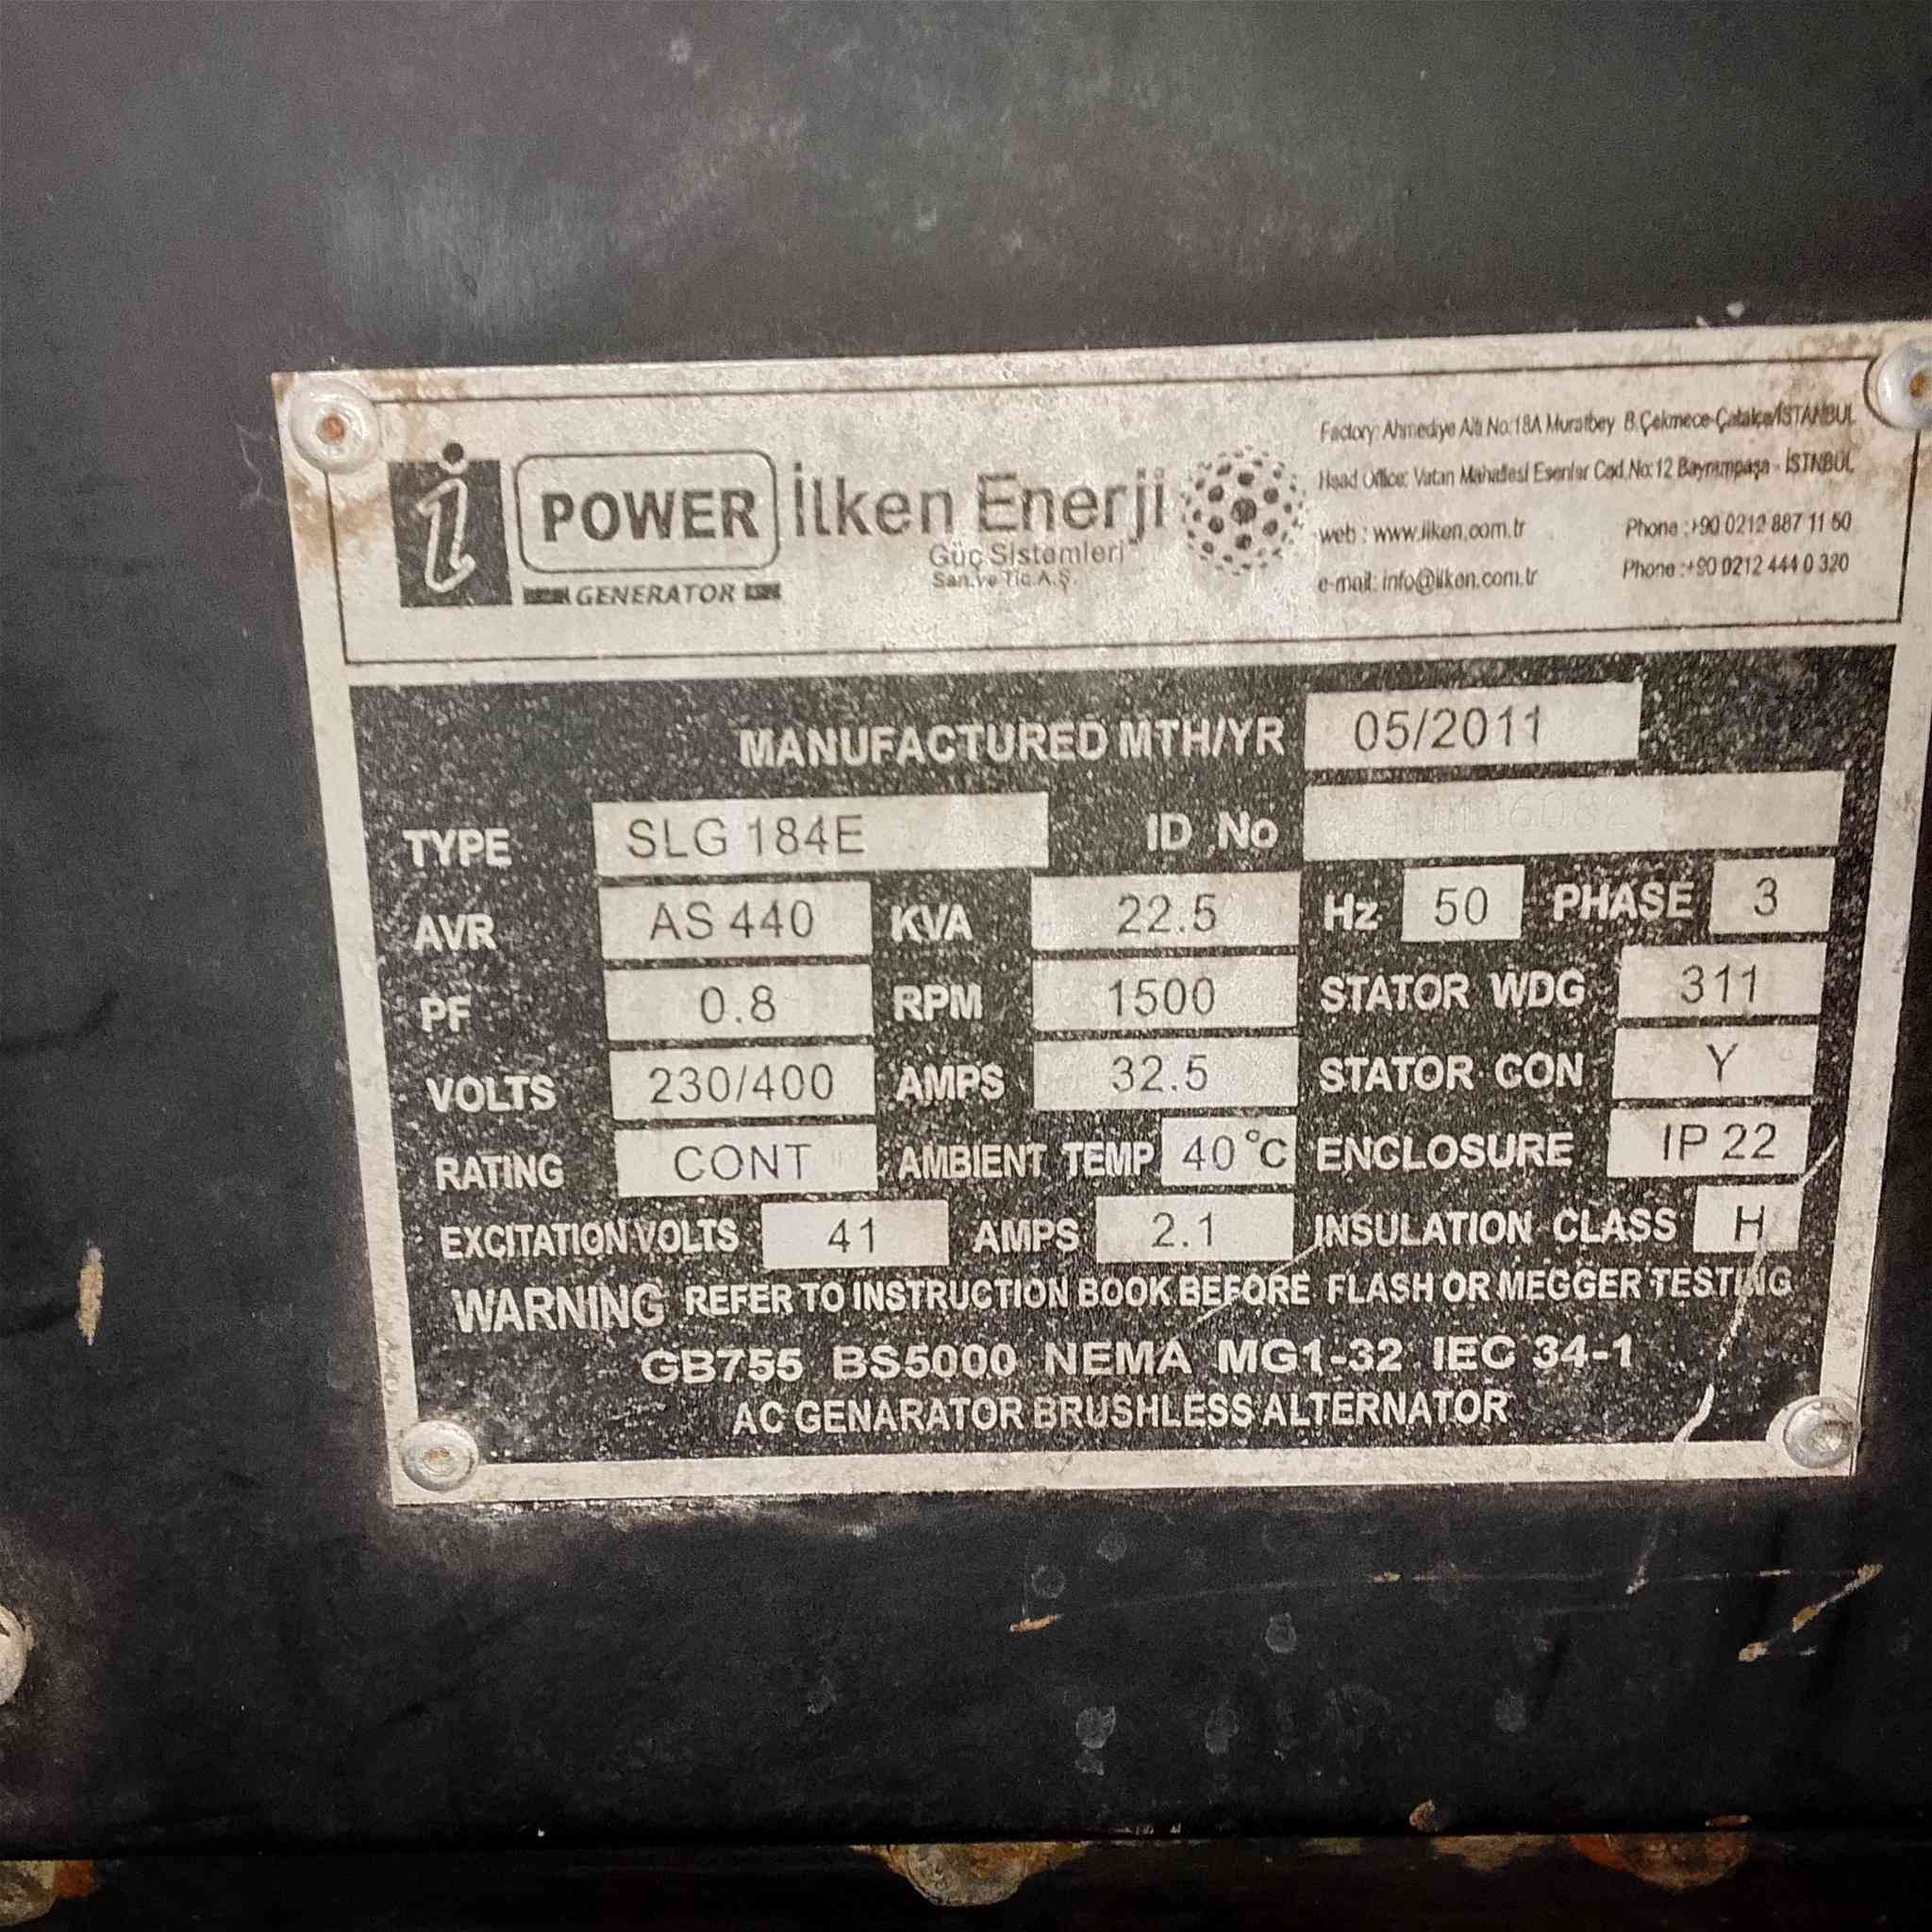 i POWER İlken Enerji
GENERATOR
Güç Sistemleri
San.ve Tic A.Ş.
Factory: Ahmediye Altı No:18A Muratbey B.Çekmece-Çatalça/İSTANBUL
Head Office: Vatan Mahallesi Esenler Cad.No:12 Bayrampaşa - İSTNBUL
web : www.ilken.com.tr Phone :+90 0212 887 11 50
e-mail: info@ilken.com.tr Phone :+90 0212 444 0 320
MANUFACTURED MTH/YR 05/2011
TYPE SLG 184E ID No
AVR AS 440 KVA 22.5 Hz 50 PHASE 3
PF 0.8 RPM 1500 STATOR WDG 311
VOLTS 230/400 AMPS 32.5 STATOR CON Y
RATING CONT AMBIENT TEMP 40°C ENCLOSURE IP 22
EXCITATION VOLTS 41 AMPS 2.1 INSULATION CLASS H
WARNING REFER TO INSTRUCTION BOOK BEFORE FLASH OR MEGGER TESTING
GB755 BS5000 NEMA MG1-32 IEC 34-1
AC GENARATOR BRUSHLESS ALTERNATOR